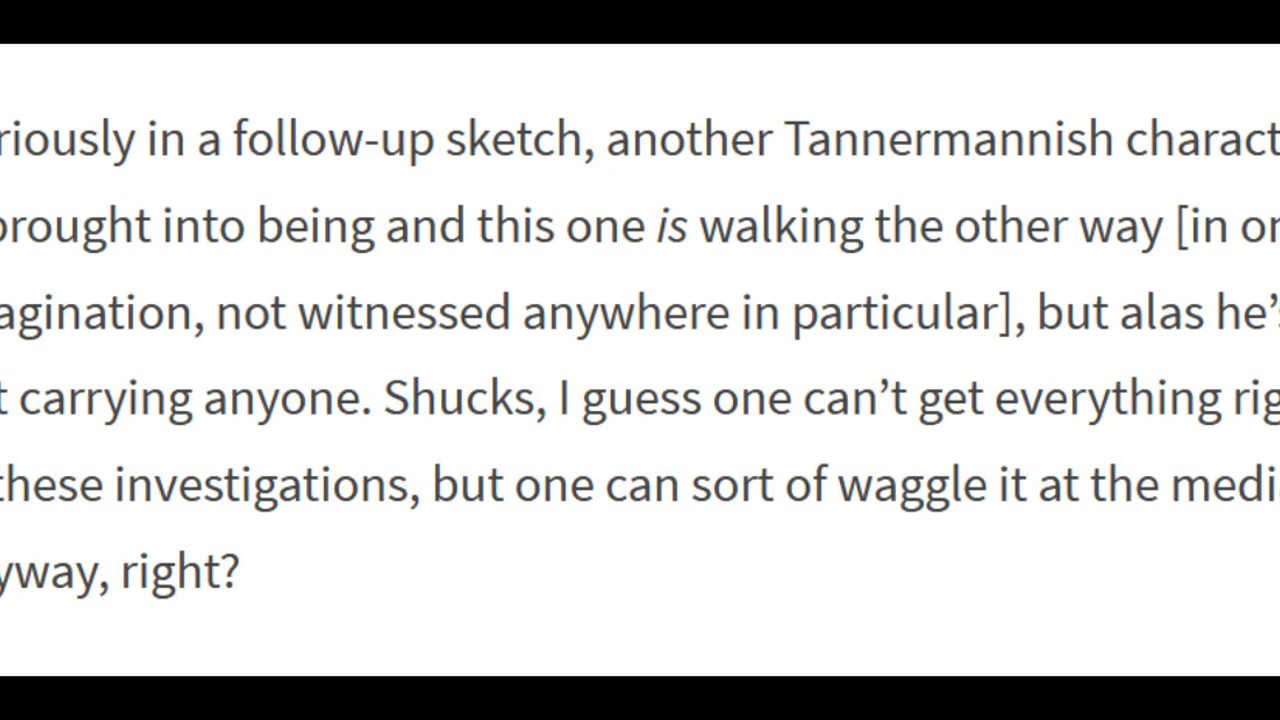 riously in a follow-up sketch, another Tannermannish charact
brought into being and this one is walking the other way [in or
agination, not witnessed anywhere in particular], but alas he’s
t carrying anyone. Shucks, I guess one can’t get everything rig
these investigations, but one can sort of waggle it at the media
yway, right?